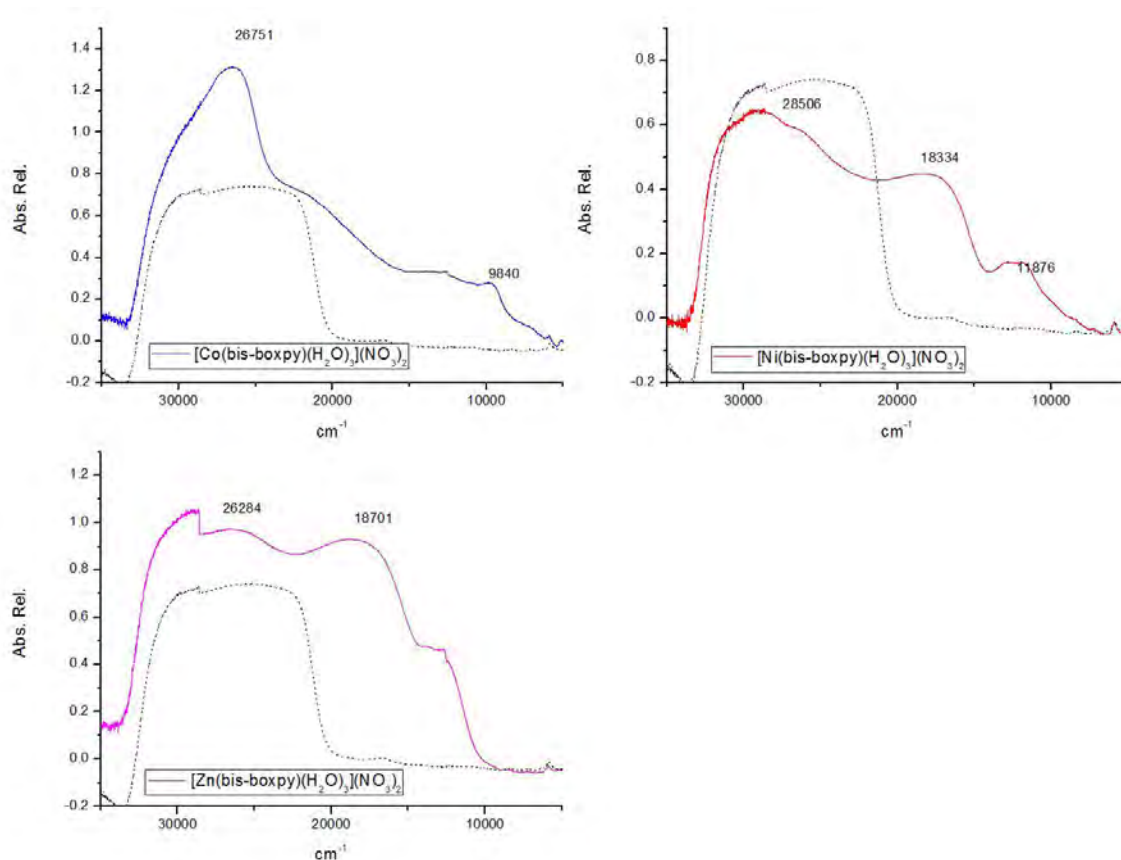 26751
1.4
1.2
1.0
0.8
0.6
0.4
0.2
0.0
-0.2
Abs. Rel.
9840
[Co(bis-boxpy)(H2O)3](NO3)2
30000 20000 10000
cm-1
0.8
0.6
0.4
0.2
0.0
-0.2
Abs. Rel.
28506
18334
11876
[Ni(bis-boxpy)(H2O)3](NO3)2
30000 20000 10000
cm-1
1.2
1.0
0.8
0.6
0.4
0.2
0.0
-0.2
Abs. Rel.
26284
18701
[Zn(bis-boxpy)(H2O)3](NO3)2
30000 20000 10000
cm-1